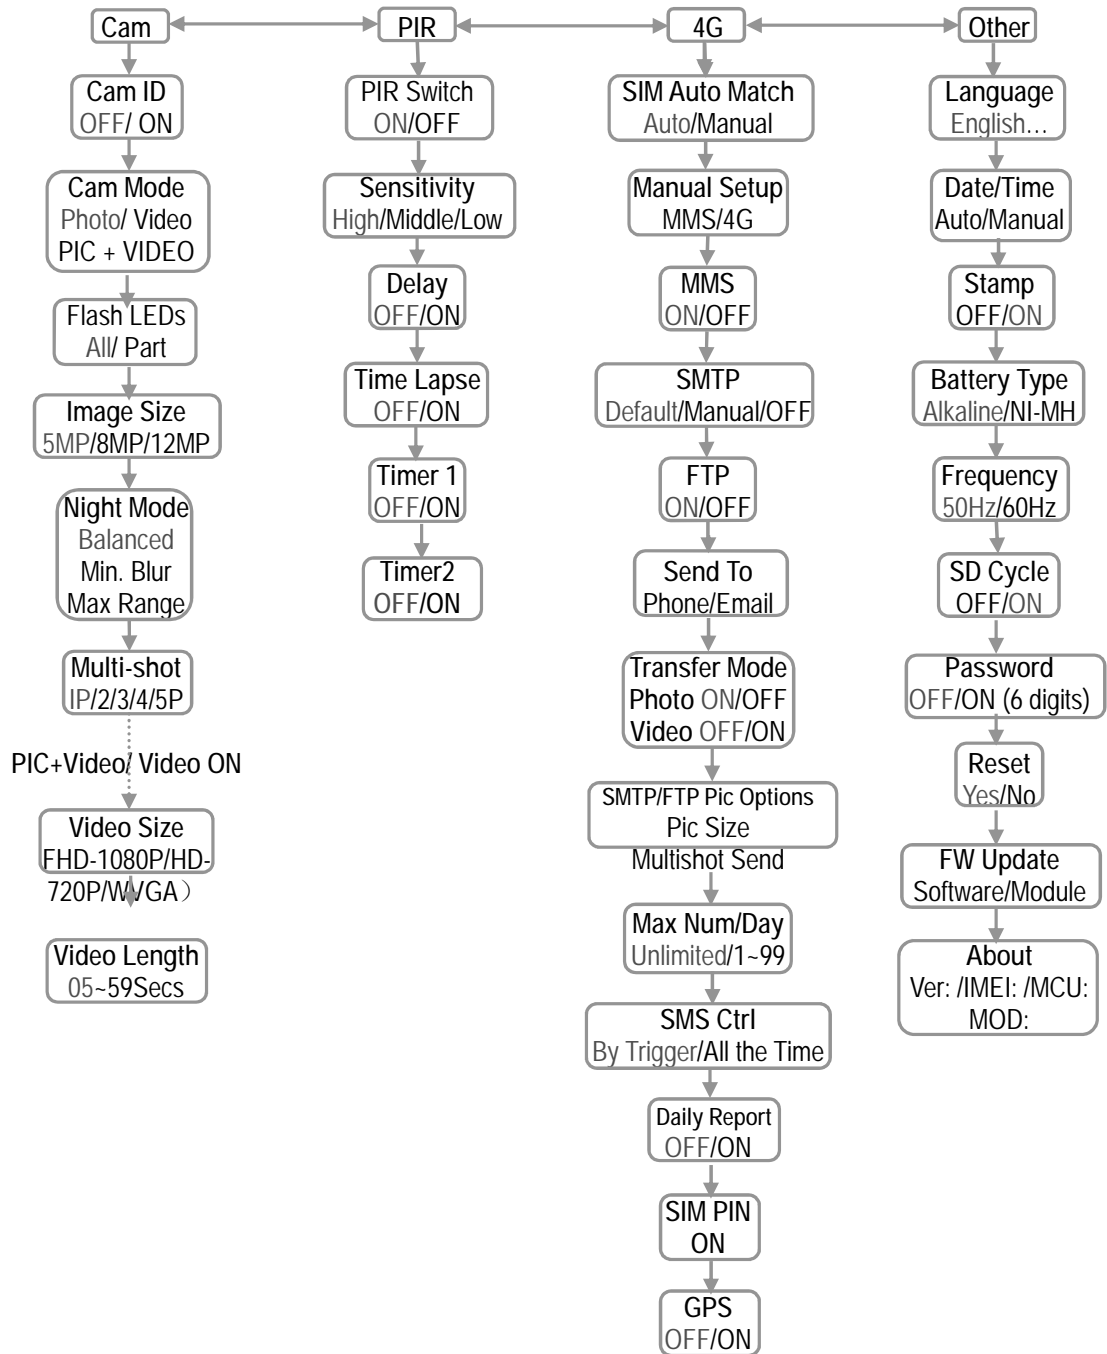 Cam
PIR
4G
Other
Cam ID
OFF/ ON
Cam Mode
Photo/ Video
PIC + VIDEO
Flash LEDs
All/ Part
Image Size
5MP/8MP/12MP
Night Mode
Balanced
Min. Blur
Max Range
Multi-shot
IP/2/3/4/5P
PIC+Video/ Video ON
Video Size
FHD-1080P/HD-
720P/WVGA）
Video Length
05~59Secs
PIR Switch
ON/OFF
Sensitivity
High/Middle/Low
Delay
OFF/ON
Time Lapse
OFF/ON
Timer 1
OFF/ON
Timer2
OFF/ON
SIM Auto Match
Auto/Manual
Manual Setup
MMS/4G
MMS
ON/OFF
SMTP
Default/Manual/OFF
FTP
ON/OFF
Send To
Phone/Email
Transfer Mode
Photo ON/OFF
Video OFF/ON
SMTP/FTP Pic Options
Pic Size
Multishot Send
Max Num/Day
Unlimited/1~99
SMS Ctrl
By Trigger/All the Time
Daily Report
OFF/ON
SIM PIN
ON
GPS
OFF/ON
Language
English…
Date/Time
Auto/Manual
Stamp
OFF/ON
Battery Type
Alkaline/NI-MH
Frequency
50Hz/60Hz
SD Cycle
OFF/ON
Password
OFF/ON (6 digits)
Reset
Yes/No
FW Update
Software/Module
About
Ver: /IMEI: /MCU:
MOD: